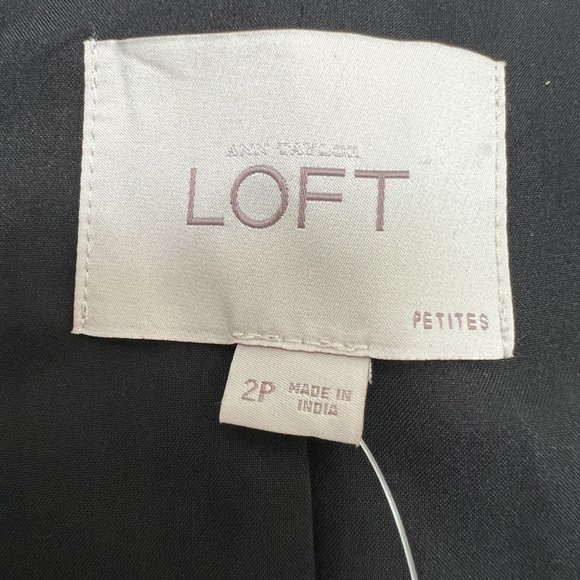 ANN TAYLOR
LOFT
PETITES
2P MADE IN
INDIA